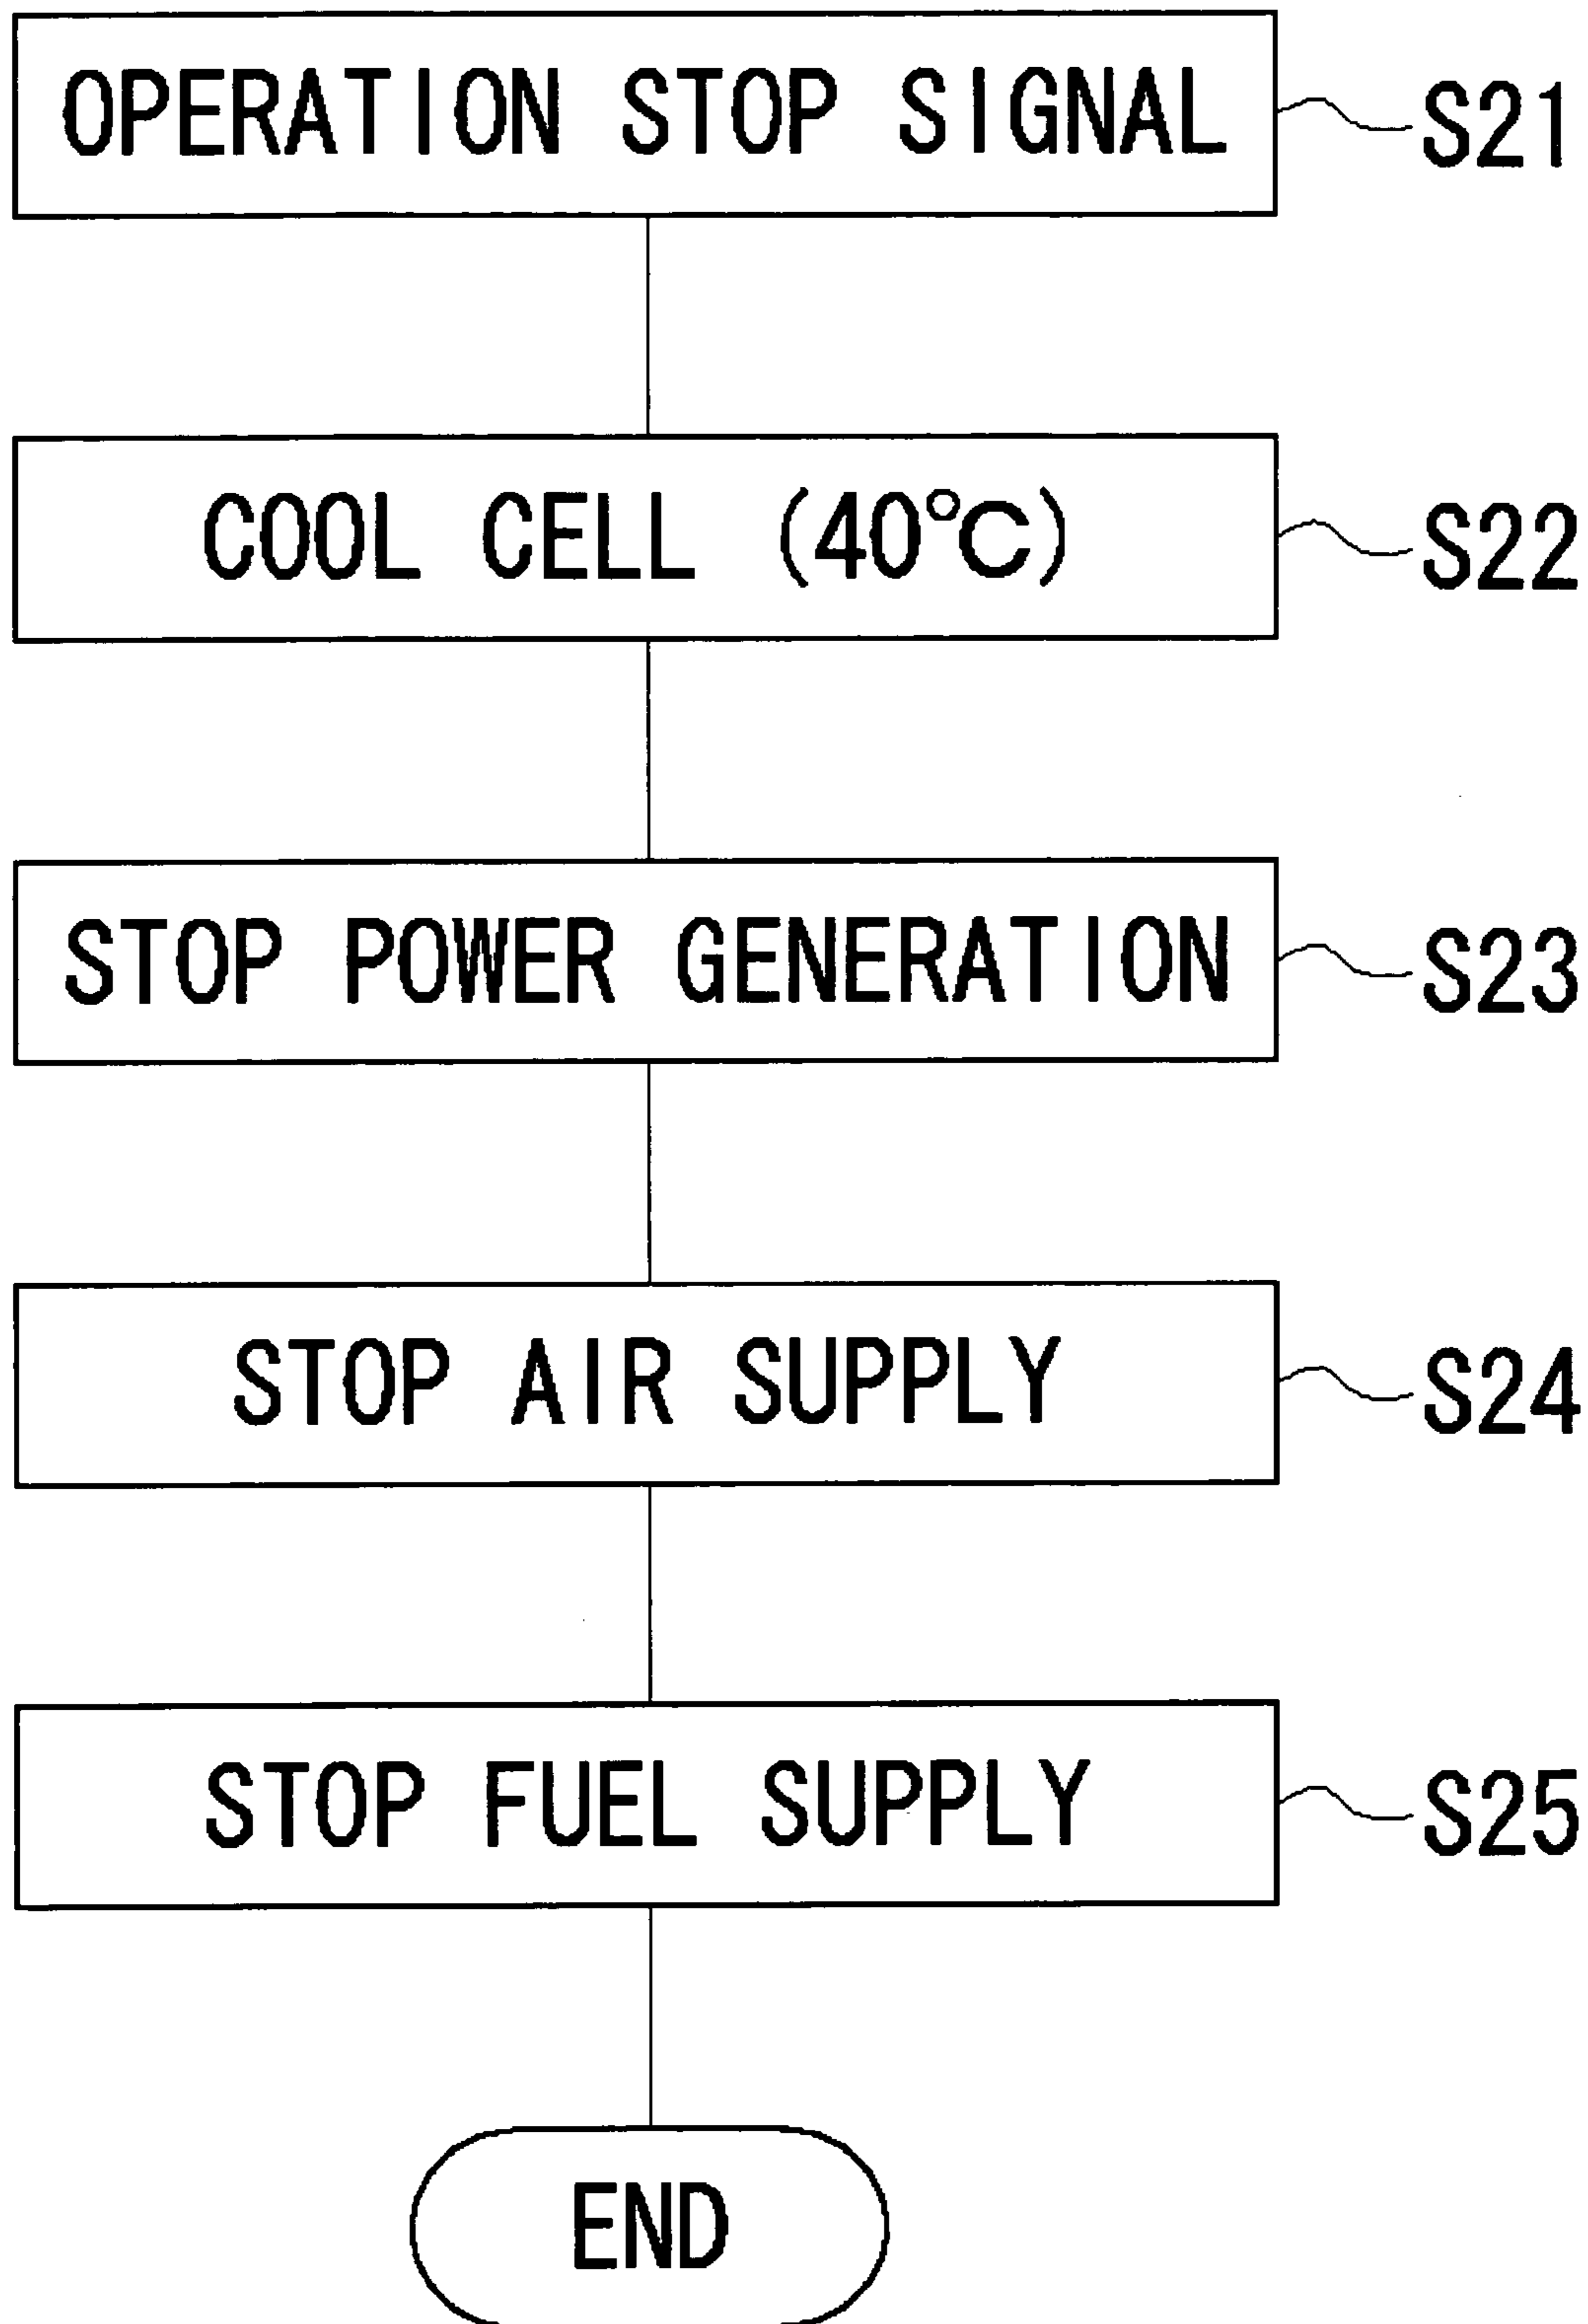 OPERATION STOP SIGNAL S21
COOL CELL (40℃) S22
STOP POWER GENERATION S23
STOP AIR SUPPLY S24
STOP FUEL SUPPLY S25
END